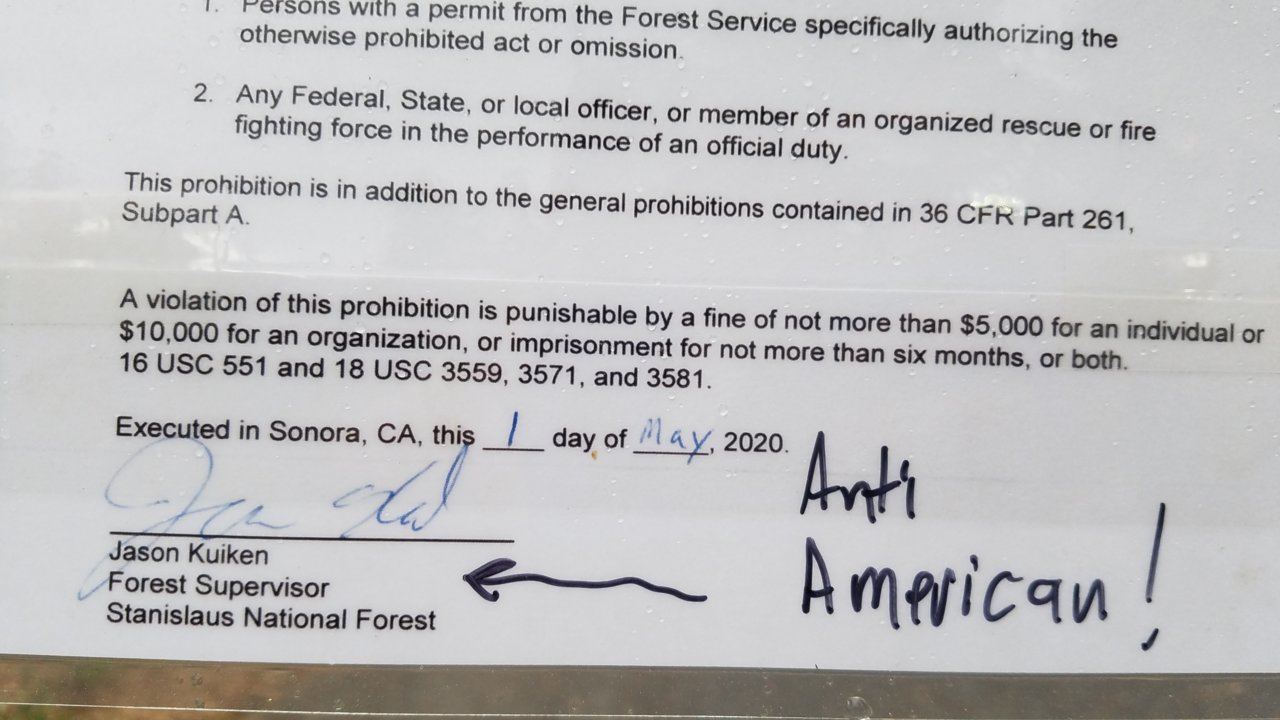 1. Persons with a permit from the Forest Service specifically authorizing the
otherwise prohibited act or omission.
2. Any Federal, State, or local officer, or member of an organized rescue or fire
fighting force in the performance of an official duty.
This prohibition is in addition to the general prohibitions contained in 36 CFR Part 261,
Subpart A.
A violation of this prohibition is punishable by a fine of not more than $5,000 for an individual or
$10,000 for an organization, or imprisonment for not more than six months, or both.
16 USC 551 and 18 USC 3559, 3571, and 3581.
Executed in Sonora, CA, this 1 day of May, 2020.
Jason Kuiken
Forest Supervisor
Stanislaus National Forest
Anti
American!